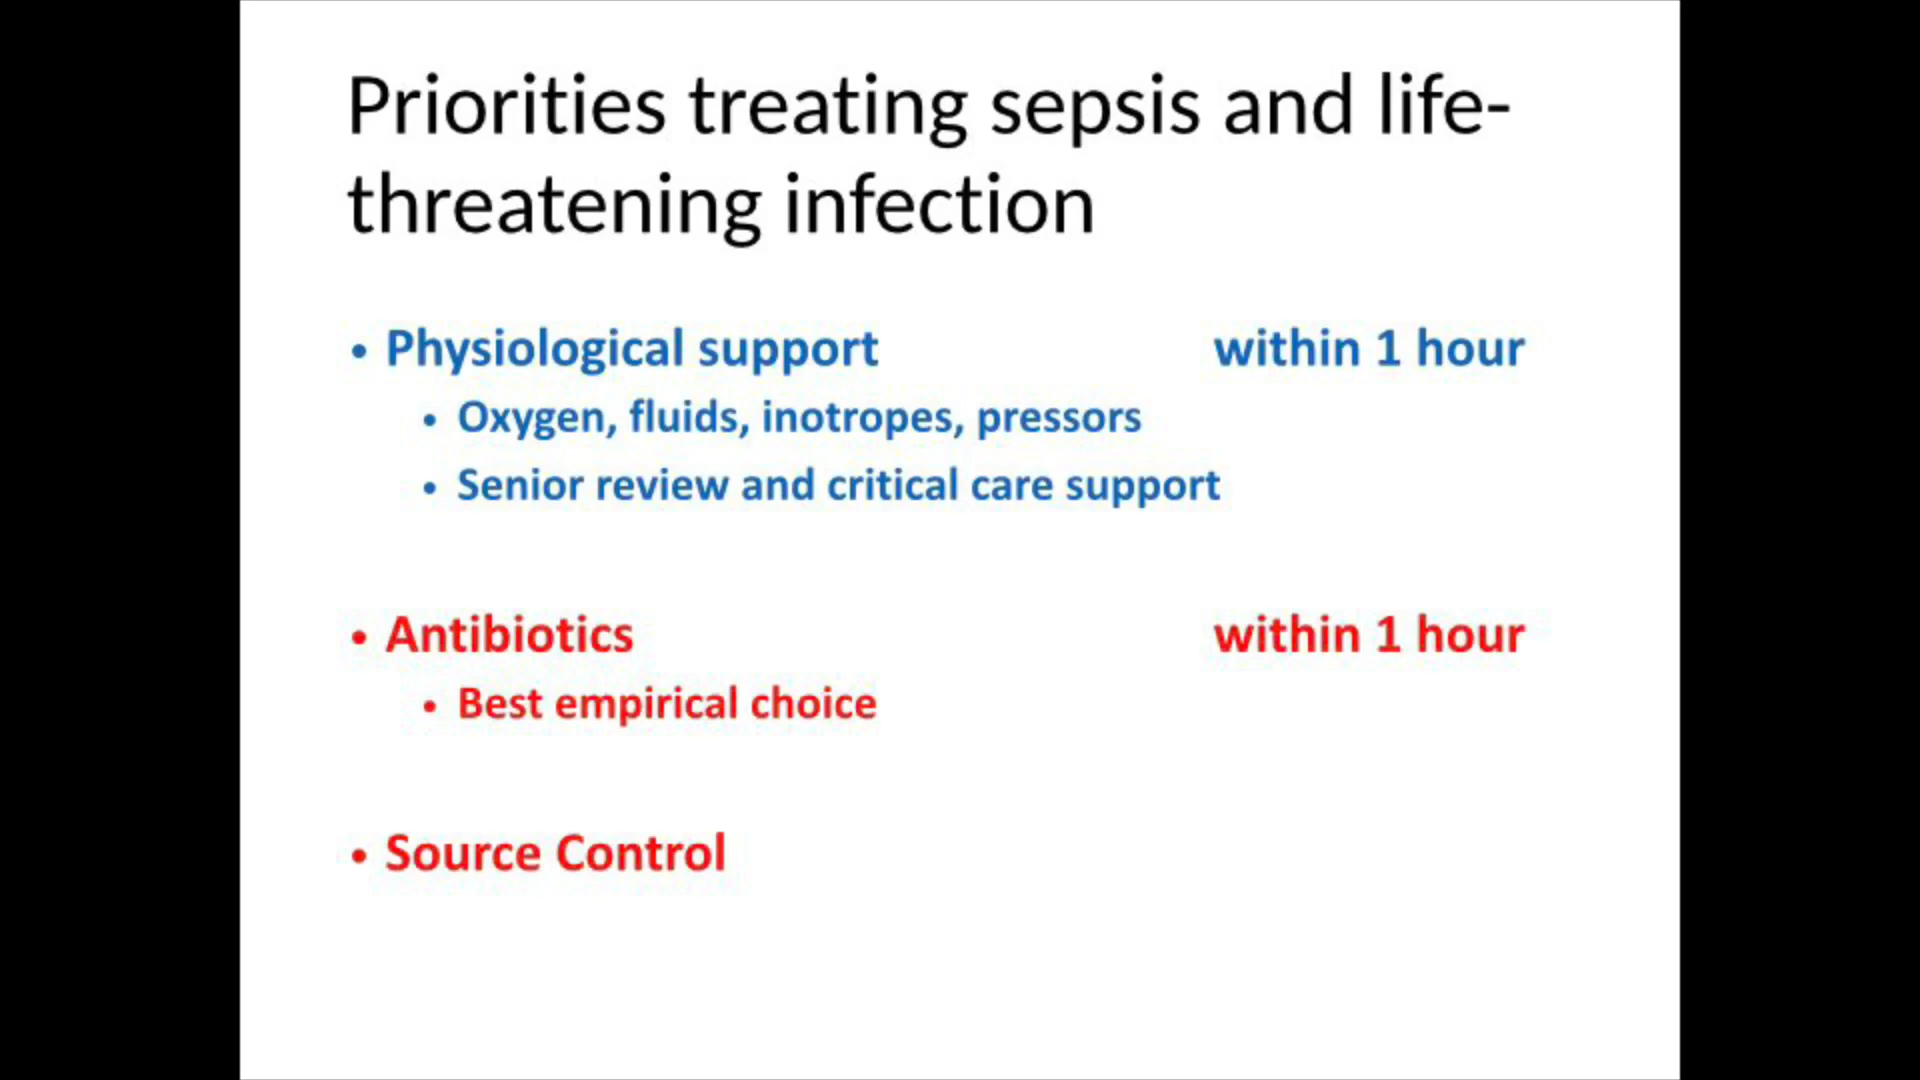 Priorities treating sepsis and life-
threatening infection
• Physiological support within 1 hour
• Oxygen, fluids, inotropes, pressors
• Senior review and critical care support
• Antibiotics within 1 hour
• Best empirical choice
• Source Control